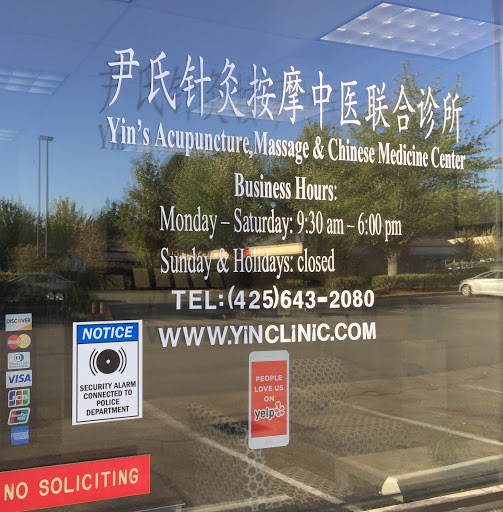 尹氏针灸按摩中医联合诊所
Yin's Acupuncture, Massage & Chinese Medicine Center
Business Hours:
Monday – Saturday: 9:30 am – 6:00 pm
Sunday & Holidays: closed
TEL:(425)643-2080
WWW.YiNCLiNiC.COM
DISCOVER
NOTICE
SECURITY ALARM
CONNECTED TO
POLICE
DEPARTMENT
VISA
JCB
PEOPLE
LOVE US
ON
yelp
NO SOLICITING